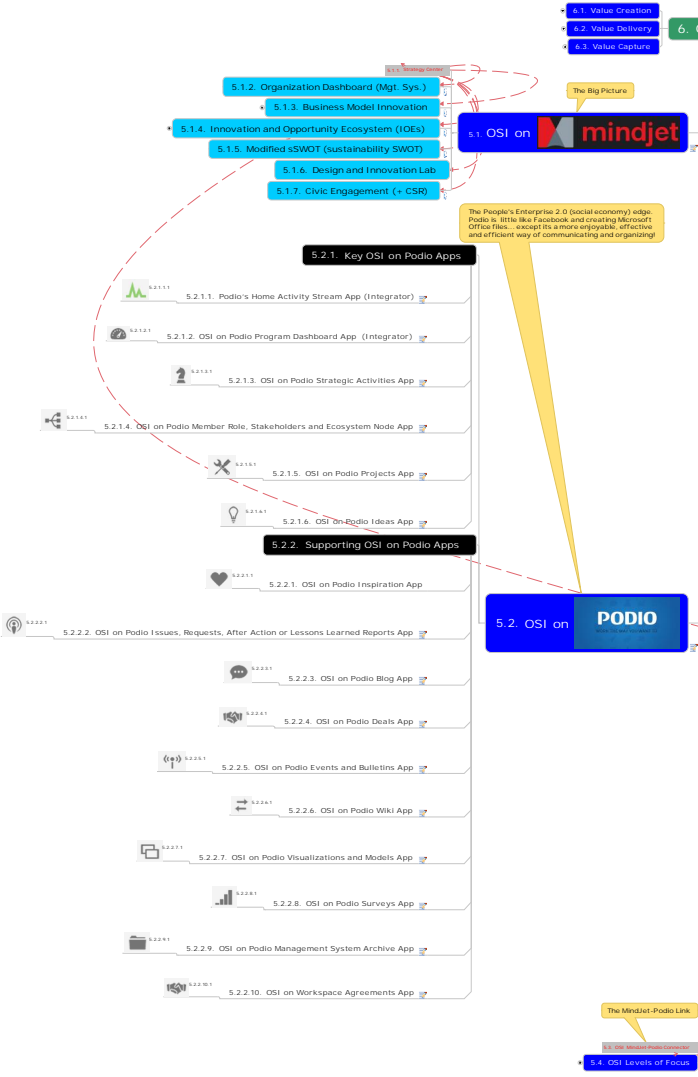 6.1. Value Creation
6.2. Value Delivery
6.3. Value Capture
6.
5.1.1. Strategy Center
5.1.2. Organization Dashboard (Mgt. Sys.)
5.1.3. Business Model Innovation
5.1.4. Innovation and Opportunity Ecosystem (IOEs)
5.1.5. Modified sSWOT (sustainability SWOT)
5.1.6. Design and Innovation Lab
5.1.7. Civic Engagement (+ CSR)
The Big Picture
5.1. OSI on mindjet
The People's Enterprise 2.0 (social economy) edge.
Podio is little like Facebook and creating Microsoft
Office files... except its a more enjoyable, effective
and efficient way of communicating and organizing!
5.2.1. Key OSI on Podio Apps
5.2.1.1.1
5.2.1.1. Podio's Home Activity Stream App (Integrator)
5.2.1.2.1
5.2.1.2. OSI on Podio Program Dashboard App (Integrator)
5.2.1.3.1
5.2.1.3. OSI on Podio Strategic Activities App
5.2.1.4.1
5.2.1.4. OSI on Podio Member Role, Stakeholders and Ecosystem Node App
5.2.1.5.1
5.2.1.5. OSI on Podio Projects App
5.2.1.6.1
5.2.1.6. OSI on Podio Ideas App
5.2.2. Supporting OSI on Podio Apps
5.2.2.1.1
5.2.2.1. OSI on Podio Inspiration App
5.2. OSI on PODIO
5.2.2.2.1
5.2.2.2. OSI on Podio Issues, Requests, After Action or Lessons Learned Reports App
5.2.2.3.1
5.2.2.3. OSI on Podio Blog App
5.2.2.4.1
5.2.2.4. OSI on Podio Deals App
5.2.2.5.1
5.2.2.5. OSI on Podio Events and Bulletins App
5.2.2.6.1
5.2.2.6. OSI on Podio Wiki App
5.2.2.7.1
5.2.2.7. OSI on Podio Visualizations and Models App
5.2.2.8.1
5.2.2.8. OSI on Podio Surveys App
5.2.2.9.1
5.2.2.9. OSI on Podio Management System Archive App
5.2.2.10.1
5.2.2.10. OSI on Workspace Agreements App
The MindJet-Podio Link
5.3. OSI MindJet-Podio Connector
5.4. OSI Levels of Focus